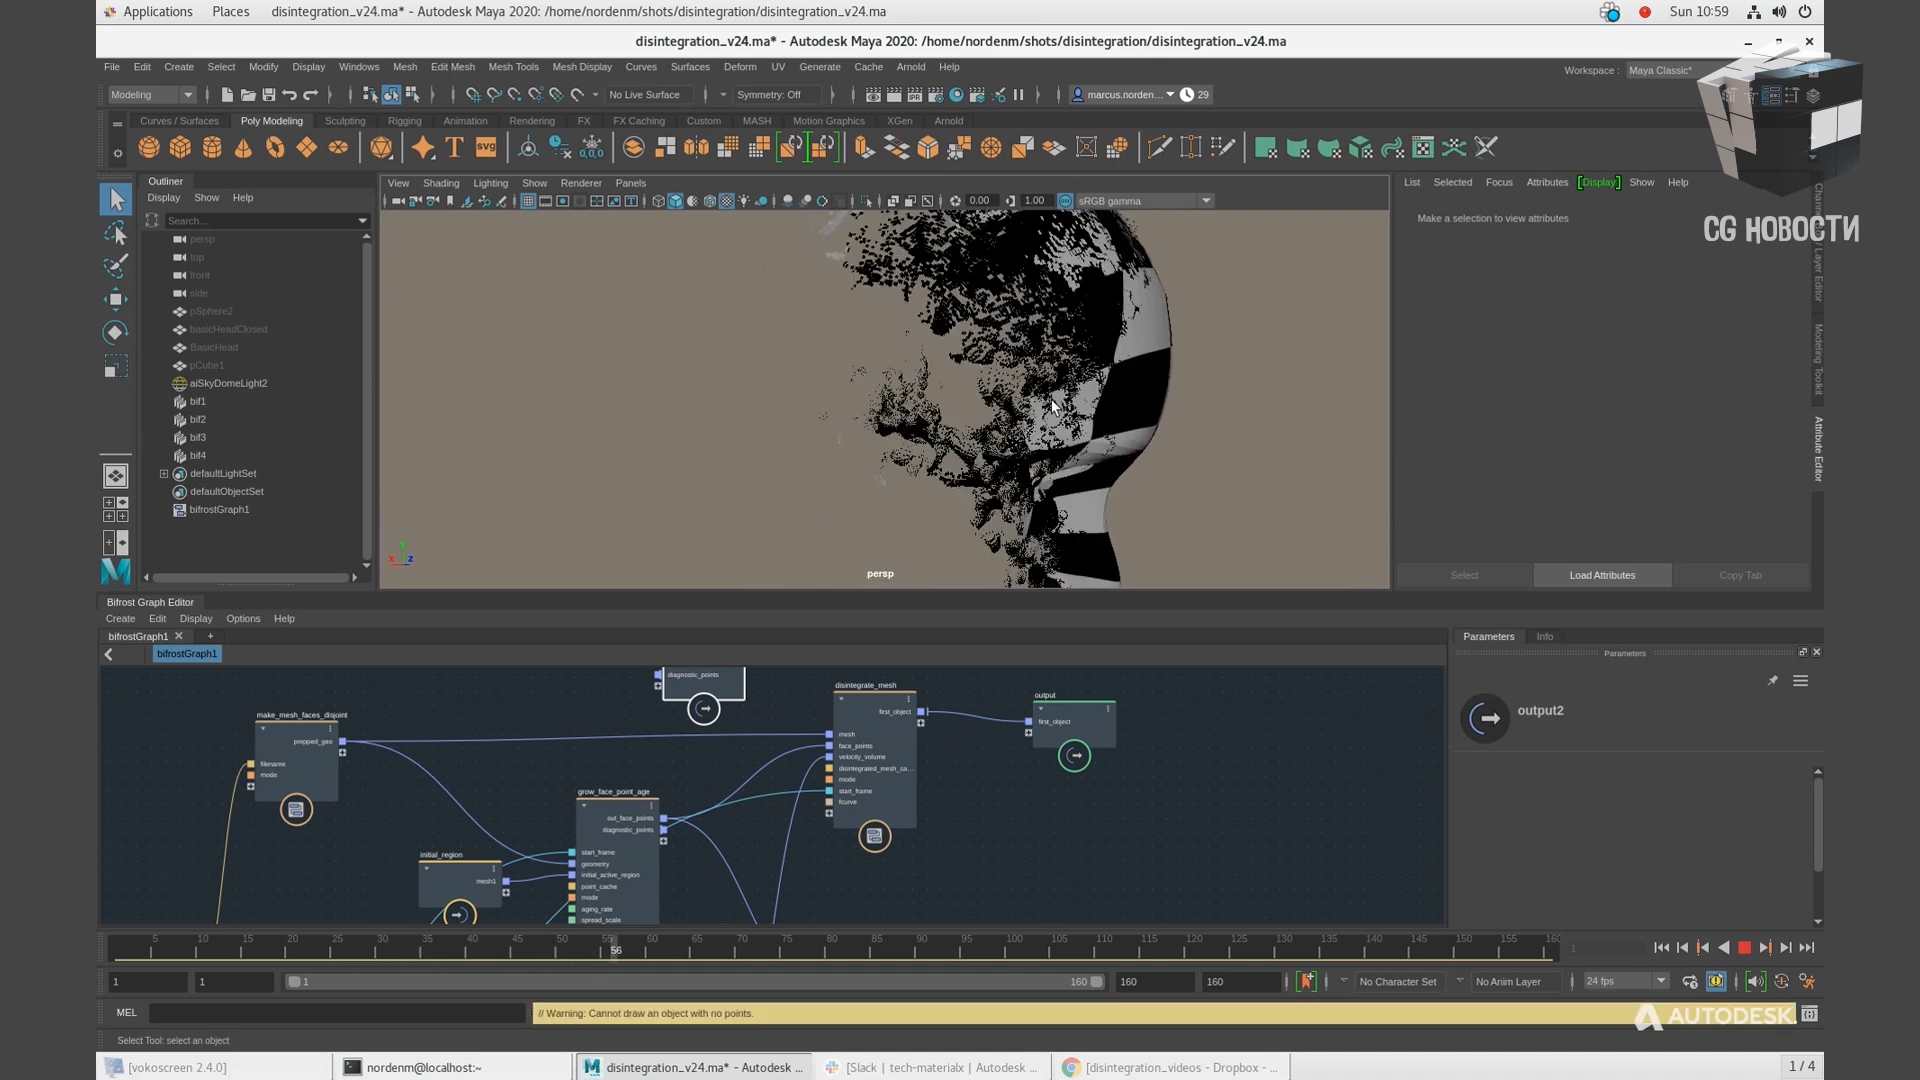 Applications Places disintegration_v24.ma* - Autodesk Maya 2020: /home/nordenm/shots/disintegration/disintegration_v24.ma Sun 10:59
disintegration_v24.ma* - Autodesk Maya 2020: /home/nordenm/shots/disintegration/disintegration_v24.ma
File Edit Create Select Modify Display Windows Mesh Edit Mesh Mesh Tools Mesh Display Curves Surfaces Deform UV Generate Cache Arnold Help Workspace : Maya Classic*
Modeling No Live Surface Symmetry: Off marcus.norden... 29
Curves / Surfaces Poly Modeling Sculpting Rigging Animation Rendering FX FX Caching Custom MASH Motion Graphics XGen Arnold
T SVG 0,0,0
CG НОВОСТИ
Outliner
Display Show Help
Search...
persp
top
front
side
pSphere2
basicHeadClosed
BasicHead
pCube1
aiSkyDomeLight2
bif1
bif2
bif3
bif4
defaultLightSet
defaultObjectSet
bifrostGraph1
View Shading Lighting Show Renderer Panels
0.00 1.00 sRGB gamma
persp
List Selected Focus Attributes Display Show Help
Make a selection to view attributes
Select Load Attributes Copy Tab
Modeling Toolkit
Attribute Editor
Bifrost Graph Editor
Create Edit Display Options Help
bifrostGraph1 +
bifrostGraph1
diagnostic_points
make_mesh_faces_disjoint
prepped_geo
filename
mode
initial_region
mesh1
grow_face_point_age
out_face_points
diagnostic_points
start_frame
geometry
initial_active_region
point_cache
mode
aging_rate
spread_scale
disintegrate_mesh
first_object
mesh
face_points
velocity_volume
disintegrated_mesh_ca...
mode
start_frame
fcurve
output
first_object
Parameters Info
Parameters
output2
5 10 15 20 25 30 35 40 45 50 55 60 65 70 75 80 85 90 95 100 105 110 115 120 125 130 135 140 145 150 155 160 1
56
1 1 1 160 160 160 No Character Set No Anim Layer 24 fps
MEL // Warning: Cannot draw an object with no points. AUTODESK
Select Tool: select an object
[vokoscreen 2.4.0] nordenm@localhost:~ disintegration_v24.ma* - Autodesk ... [Slack | tech-materialx | Autodesk ... [disintegration_videos - Dropbox - ... 1 / 4